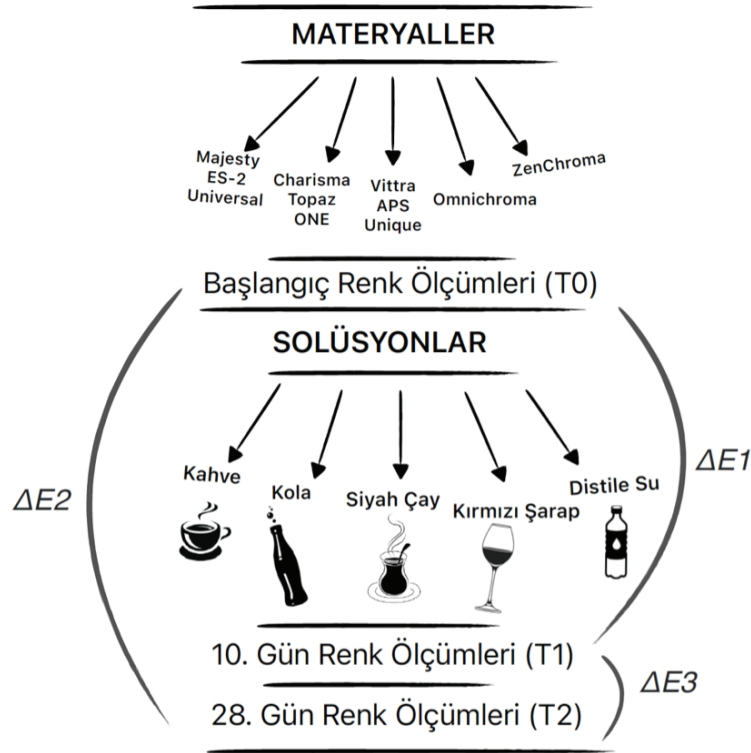 MATERYALLER
Majesty
ES-2
Universal
Charisma
Topaz
ONE
Vittra
APS
Unique
Omnichroma
ZenChroma
Başlangıç Renk Ölçümleri (T0)
SOLÜSYONLAR
Kahve
Kola
Siyah Çay
Kırmızı Şarap
Distile Su
ΔE2
ΔE1
10. Gün Renk Ölçümleri (T1)
ΔE3
28. Gün Renk Ölçümleri (T2)